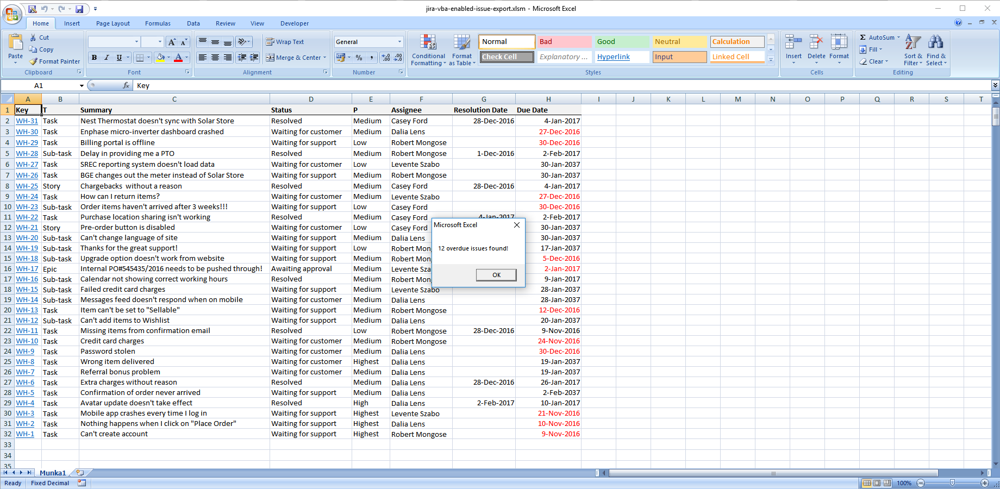 jira-vba-enabled-issue-export.xlsm - Microsoft Excel
Home Insert Page Layout Formulas Data Review View Developer
Paste Cut Copy Format Painter Clipboard
B I U Font
Wrap Text Merge & Center Alignment
General % , Number
Conditional Formatting Format as Table
Normal Bad Good Neutral Calculation
Check Cell Explanatory ... Hyperlink Input Linked Cell
Styles
Insert Delete Format Cells
Σ AutoSum Fill Clear Sort & Filter Find & Select Editing
A1 fx Key
A B C D E F G H I J K L M N O P Q R S T
1 Key T Summary Status P Assignee Resolution Date Due Date
2 WH-31 Task Nest Thermostat doesn't sync with Solar Store Resolved Medium Casey Ford 28-Dec-2016 4-Jan-2017
3 WH-30 Task Enphase micro-inverter dashboard crashed Waiting for customer Medium Dalia Lens 27-Dec-2016
4 WH-29 Task Billing portal is offline Waiting for support Low Robert Mongose 30-Dec-2016
5 WH-28 Sub-task Delay in providing me a PTO Resolved Medium Robert Mongose 1-Dec-2016 2-Feb-2017
6 WH-27 Task SREC reporting system doesn't load data Waiting for customer Low Levente Szabo 30-Jan-2037
7 WH-26 Task BGE changes out the meter instead of Solar Store Waiting for support Medium Robert Mongose 30-Jan-2037
8 WH-25 Story Chargebacks without a reason Resolved Medium Casey Ford 28-Dec-2016 4-Jan-2017
9 WH-24 Task How can I return items? Waiting for customer Medium Levente Szabo 27-Dec-2016
10 WH-23 Sub-task Order items haven't arrived after 3 weeks!!! Waiting for support Low Casey Ford 30-Dec-2016
11 WH-22 Task Purchase location sharing isn't working Resolved Medium Casey Ford 4-Jan-2017 2-Feb-2017
12 WH-21 Story Pre-order button is disabled Waiting for customer Low Casey Ford 30-Jan-2037
13 WH-20 Sub-task Can't change language of site Waiting for support Medium Dalia Lens 30-Jan-2037
14 WH-19 Sub-task Thanks for the great support! Waiting for support Low Robert Mon 17-Jan-2037
15 WH-18 Sub-task Upgrade option doesn't work from website Waiting for support Medium Robert Mon 5-Dec-2016
16 WH-17 Epic Internal PO#545435/2016 needs to be pushed through! Awaiting approval Medium Levente Sza 2-Jan-2017
17 WH-16 Sub-task Calendar not showing correct working hours Resolved Medium Robert Mon 9-Jan-2017
18 WH-15 Sub-task Failed credit card charges Waiting for support Medium Levente Szabo 28-Jan-2037
19 WH-14 Sub-task Messages feed doesn't respond when on mobile Waiting for customer Medium Dalia Lens 28-Jan-2037
20 WH-13 Task Item can't be set to "Sellable" Waiting for support Medium Robert Mongose 12-Dec-2016
21 WH-12 Sub-task Can't add items to Wishlist Waiting for support Medium Dalia Lens 20-Jan-2037
22 WH-11 Task Missing items from confirmation email Resolved Low Robert Mongose 28-Dec-2016 9-Nov-2016
23 WH-10 Task Credit card charges Waiting for customer Medium Robert Mongose 24-Nov-2016
24 WH-9 Task Password stolen Waiting for customer Medium Dalia Lens 30-Dec-2016
25 WH-8 Task Wrong item delivered Waiting for customer Highest Dalia Lens 19-Jan-2037
26 WH-7 Task Referral bonus problem Waiting for customer Medium Dalia Lens 19-Jan-2037
27 WH-6 Task Extra charges without reason Resolved Medium Dalia Lens 28-Dec-2016 26-Jan-2017
28 WH-5 Task Confirmation of order never arrived Waiting for support Medium Dalia Lens 2-Feb-2037
29 WH-4 Task Avatar update doesn't take effect Resolved High Dalia Lens 2-Feb-2017 10-Jan-2017
30 WH-3 Task Mobile app crashes every time I log in Waiting for support Highest Levente Szabo 21-Nov-2016
31 WH-2 Task Nothing happens when I click on "Place Order" Waiting for support Highest Dalia Lens 10-Nov-2016
32 WH-1 Task Can't create account Waiting for support Highest Robert Mongose 9-Nov-2016
33
34
35
Microsoft Excel
12 overdue issues found!
OK
Munka1
Ready Fixed Decimal 100%